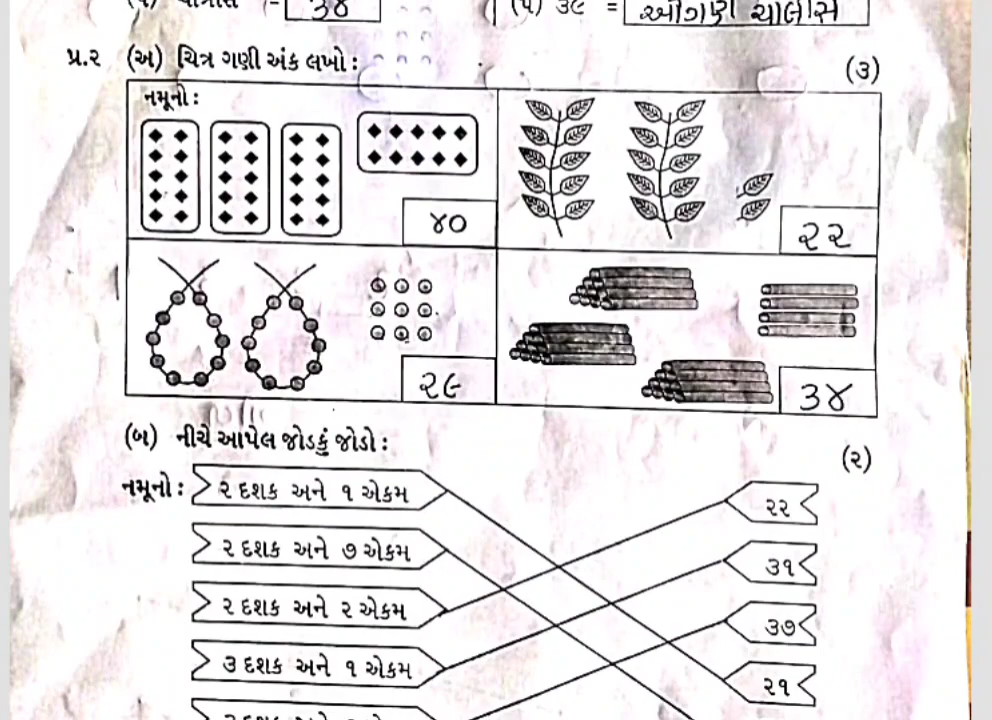 ૩૪
(૫) ૩૯ = ઓગણ ચાલીસ
પ્ર.૨ (અ) ચિત્ર ગણી અંક લખો : (૩)
નમૂનો :
૪૦
૨૨
૨૯
૩૪
(બ) નીચે આપેલ જોડકું જોડો : (૨)
નમૂનો : ૨ દશક અને ૧ એકમ
૨૨
૨ દશક અને ૭ એકમ
૩૧
૨ દશક અને ૨ એકમ
૩૭
૩ દશક અને ૧ એકમ
૨૧